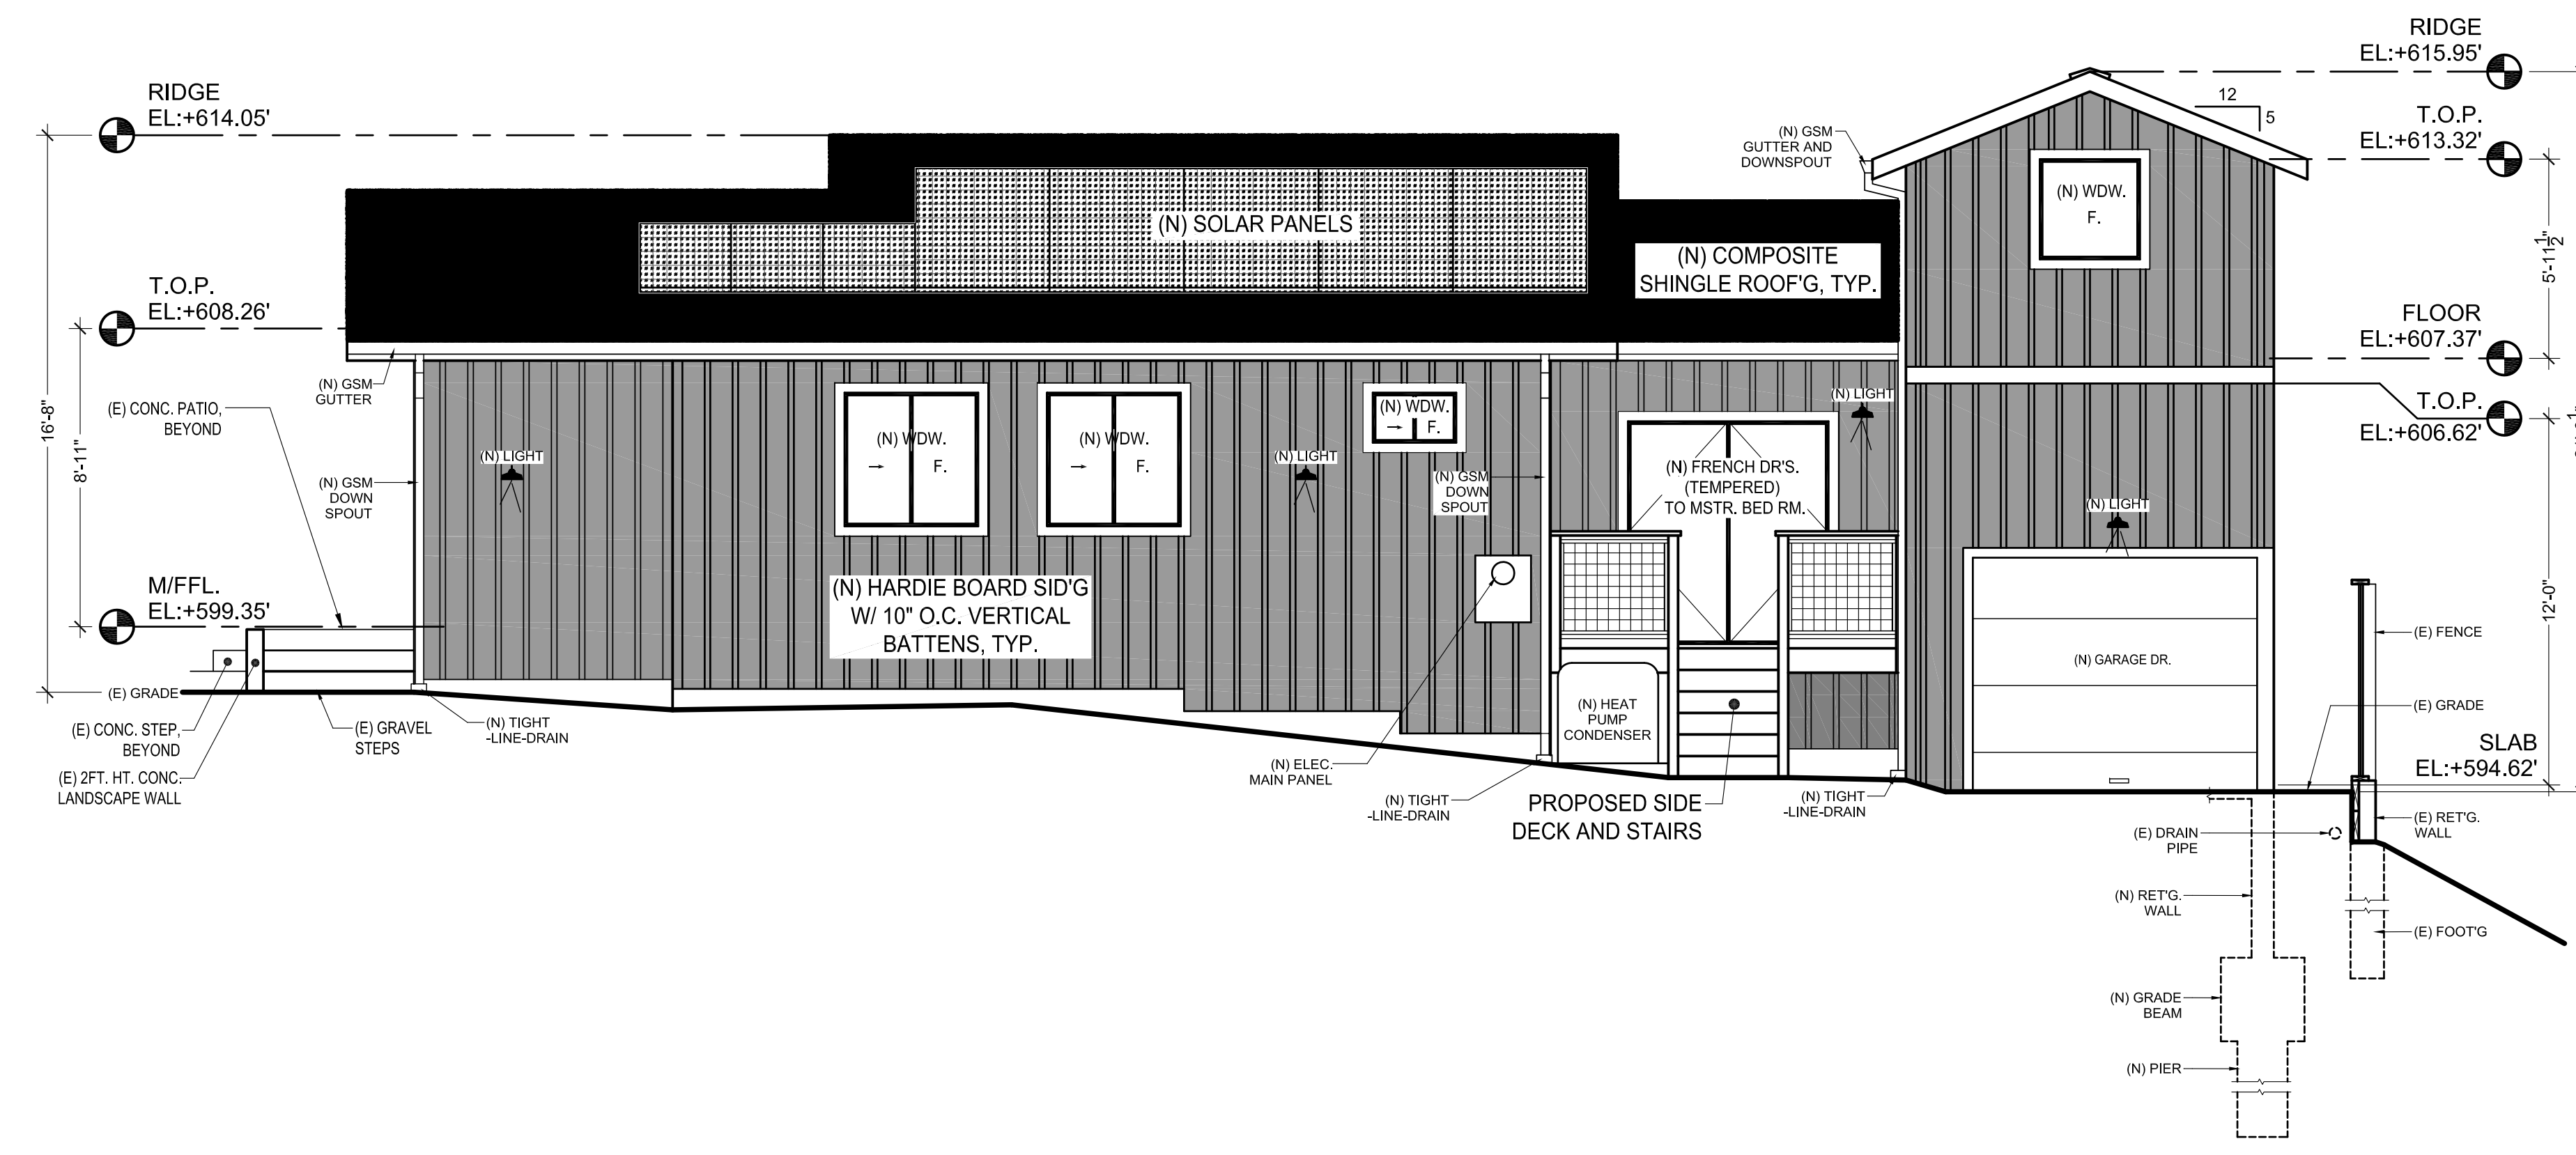 RIDGE
EL:+614.05'
T.O.P.
EL:+608.26'
16'-8"
8'-11"
M/FFL.
EL:+599.35'
(E) CONC. PATIO,
BEYOND
(N) GSM
GUTTER
(N) GSM
DOWN
SPOUT
(E) GRADE
(E) CONC. STEP,
BEYOND
(E) 2FT. HT. CONC.
LANDSCAPE WALL
(E) GRAVEL
STEPS
(N) TIGHT
-LINE-DRAIN
(N) LIGHT
(N) WDW.
F.
(N) WDW.
F.
(N) LIGHT
(N) WDW.
F.
(N) SOLAR PANELS
(N) COMPOSITE
SHINGLE ROOF'G, TYP.
(N) HARDIE BOARD SID'G
W/ 10" O.C. VERTICAL
BATTENS, TYP.
(N) GSM
DOWN
SPOUT
(N) ELEC.
MAIN PANEL
(N) TIGHT
-LINE-DRAIN
(N) FRENCH DR'S.
(TEMPERED)
TO MSTR. BED RM.
(N) LIGHT
(N) HEAT
PUMP
CONDENSER
PROPOSED SIDE
DECK AND STAIRS
(N) TIGHT
-LINE-DRAIN
(N) GSM
GUTTER AND
DOWNSPOUT
(N) WDW.
F.
12
5
(N) LIGHT
(N) GARAGE DR.
RIDGE
EL:+615.95'
T.O.P.
EL:+613.32'
5'-11 1/2"
FLOOR
EL:+607.37'
T.O.P.
EL:+606.62'
12'-0"
(E) FENCE
(E) GRADE
SLAB
EL:+594.62'
(E) RET'G.
WALL
(E) DRAIN
PIPE
(N) RET'G.
WALL
(E) FOOT'G
(N) GRADE
BEAM
(N) PIER